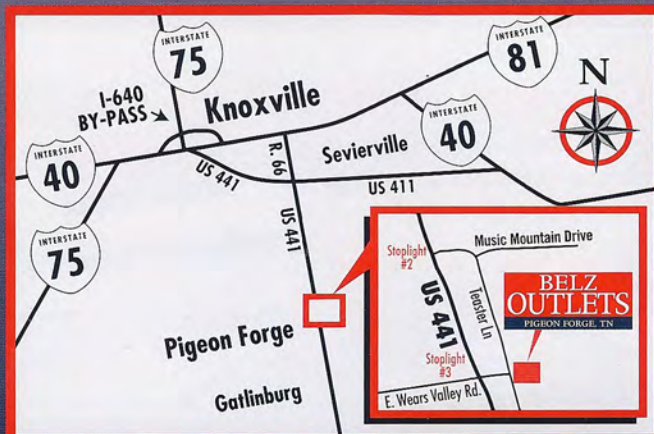 INTERSTATE
75
INTERSTATE
81
N
I-640
BY-PASS
Knoxville
INTERSTATE
40
INTERSTATE
40
R. 66
Sevierville
US 441
US 411
INTERSTATE
75
US 441
Music Mountain Drive
Stoplight
#2
US 441
Teaster Ln
BELZ
OUTLETS
PIGEON FORGE, TN
Pigeon Forge
Stoplight
#3
Gatlinburg
E. Wears Valley Rd.